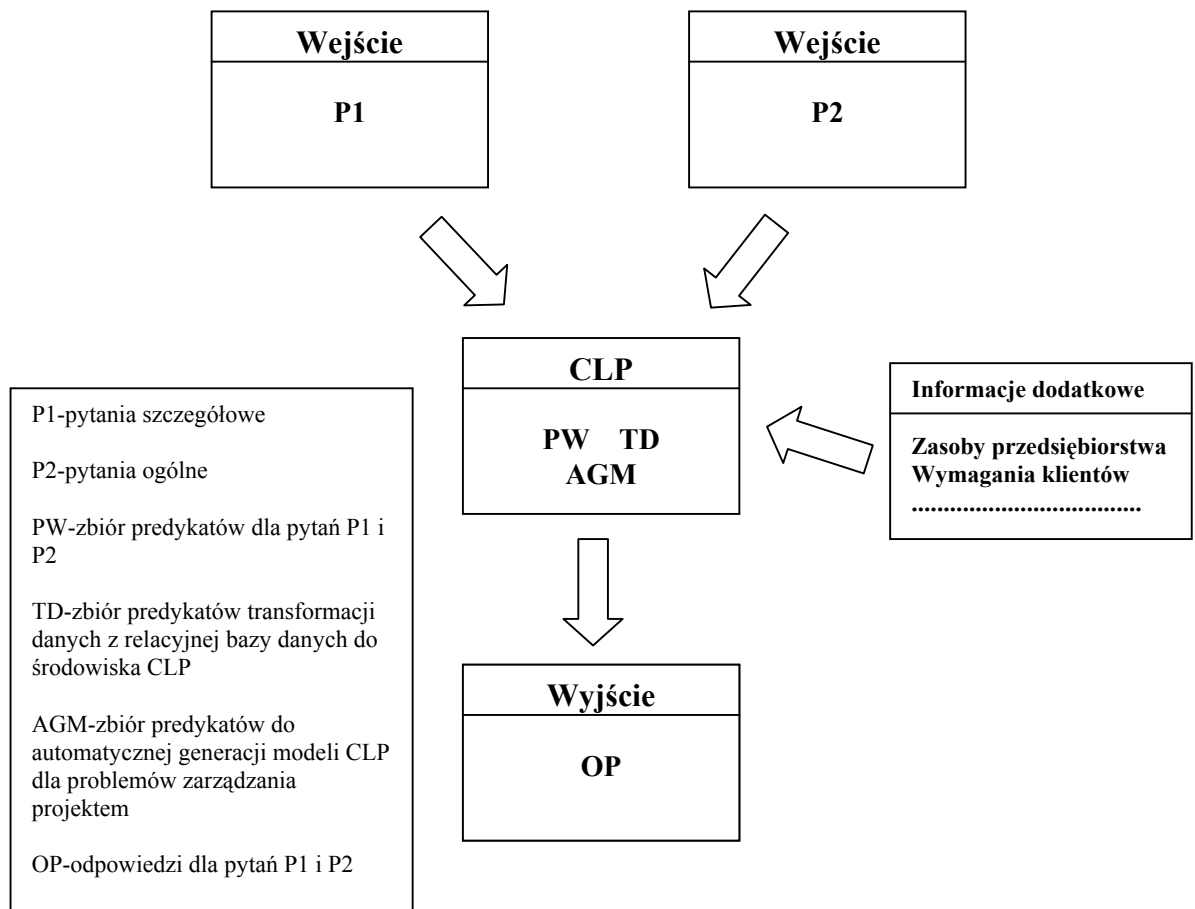 Wejście
P1
Wejście
P2
CLP
PW TD
AGM
Informacje dodatkowe
Zasoby przedsiębiorstwa
Wymagania klientów
....................................
P1-pytania szczegółowe
P2-pytania ogólne
PW-zbiór predykatów dla pytań P1 i
P2
TD-zbiór predykatów transformacji
danych z relacyjnej bazy danych do
środowiska CLP
AGM-zbiór predykatów do
automatycznej generacji modeli CLP
dla problemów zarządzania
projektem
OP-odpowiedzi dla pytań P1 i P2
Wyjście
OP